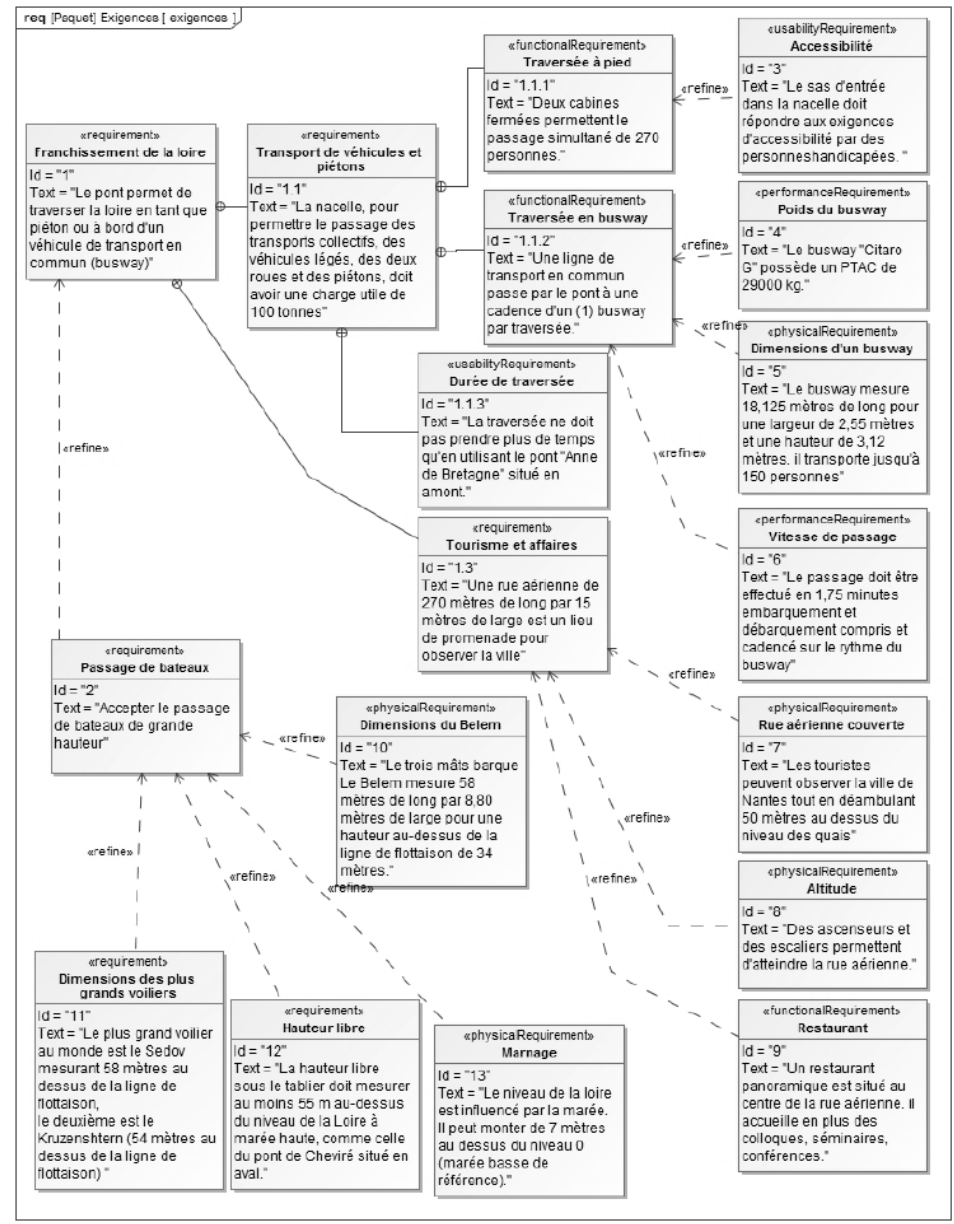 req [Paquet] Exigences [ exigences ]
«functionalRequirement»
Traversée à pied
Id = "1.1.1"
Text = "Deux cabines
fermées permettent le
passage simultané de 270
personnes."
«usabilityRequirement»
Accessibilité
Id = "3"
Text = "Le sas d'entrée
dans la nacelle doit
répondre aux exigences
d'accessibilité par des
personneshandicapées. "
«refine»
«requirement»
Franchissement de la loire
Id = "1"
Text = "Le pont permet de
traverser la loire en tant que
piéton ou à bord d'un
véhicule de transport en
commun (busway)"
«requirement»
Transport de véhicules et
piétons
Id = "1.1"
Text = "La nacelle, pour
permettre le passage des
transports collectifs, des
véhicules légés, des deux
roues et des piétons, doit
avoir une charge utile de
100 tonnes"
«functionalRequirement»
Traversée en busway
Id = "1.1.2"
Text = "Une ligne de
transport en commun
passe par le pont à une
cadence d'un (1) busway
par traversée."
«performanceRequirement»
Poids du busway
Id = "4"
Text = "Le busway "Citaro
G" possède un PTAC de
29000 kg."
«refine»
«refine»
«physicalRequirement»
Dimensions d'un busway
Id = "5"
Text = "Le busway mesure
18,125 mètres de long pour
une largeur de 2,55 mètres
et une hauteur de 3,12
mètres. il transporte jusqu'à
150 personnes"
«usabiltyRequirement»
Durée de traversée
Id = "1.1.3"
Text = "La traversée ne doit
pas prendre plus de temps
qu'en utilisant le pont "Anne
de Bretagne" situé en
amont."
«refine»
«refine»
«performanceRequirement»
Vitesse de passage
Id = "6"
Text = "Le passage doit être
effectué en 1,75 minutes
embarquement et
débarquement compris et
cadencé sur le rythme du
busway"
«requirement»
Tourisme et affaires
Id = "1.3"
Text = "Une rue aérienne de
270 mètres de long par 15
mètres de large est un lieu
de promenade pour
observer la ville"
«refine»
«requirement»
Passage de bateaux
Id = "2"
Text = "Accepter le passage
de bateaux de grande
hauteur"
«refine»
«physicalRequirement»
Dimensions du Belem
Id = "10"
Text = "Le trois mâts barque
Le Belem mesure 58
mètres de long par 8,80
mètres de large pour une
hauteur au-dessus de la
ligne de flottaison de 34
mètres."
«physicalRequirement»
Rue aérienne couverte
Id = "7"
Text = "Les touristes
peuvent observer la ville de
Nantes tout en déambulant
50 mètres au dessus du
niveau des quais"
«refine»
«refine»
«refine»
«refine»
«refine»
«refine»
«physicalRequirement»
Altitude
Id = "8"
Text = "Des ascenseurs et
des escaliers permettent
d'atteindre la rue aérienne."
«requirement»
Dimensions des plus
grands voiliers
Id = "11"
Text = "Le plus grand voilier
au monde est le Sedov
mesurant 58 mètres au
dessus de la ligne de
flottaison,
le deuxième est le
Kruzenshtern (54 mètres au
dessus de la ligne de
flottaison) "
«requirement»
Hauteur libre
Id = "12"
Text = "La hauteur libre
sous le tablier doit mesurer
au moins 55 m au-dessus
du niveau de la Loire à
marée haute, comme celle
du pont de Cheviré situé en
aval."
«physicalRequirement»
Marnage
Id = "13"
Text = "Le niveau de la loire
est influencé par la marée.
Il peut monter de 7 mètres
au dessus du niveau 0
(marée basse de
référence)."
«functionalRequirement»
Restaurant
Id = "9"
Text = "Un restaurant
panoramique est situé au
centre de la rue aérienne. Il
accueille en plus des
colloques, séminaires,
conférences."